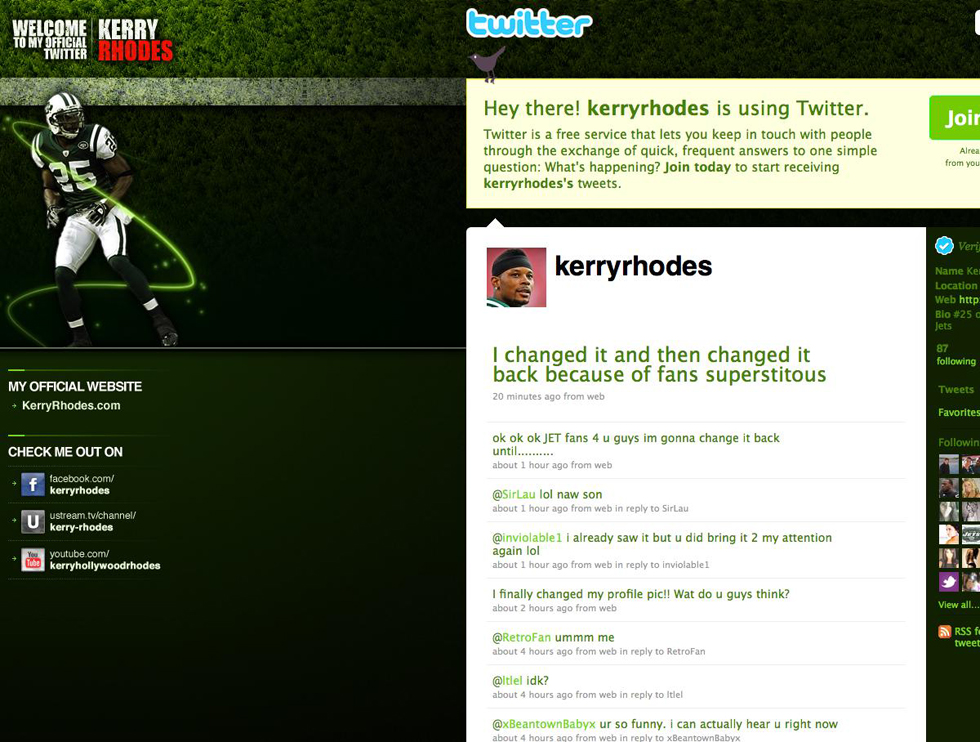 WELCOME
TO MY OFFICIAL
TWITTER
KERRY
RHODES
25
MY OFFICIAL WEBSITE
KerryRhodes.com
CHECK ME OUT ON
f
facebook.com/
kerryrhodes
U
ustream.tv/channel/
kerry-rhodes
You
Tube
youtube.com/
kerryhollywoodrhodes
twitter
Hey there! kerryrhodes is using Twitter.
Twitter is a free service that lets you keep in touch with people
through the exchange of quick, frequent answers to one simple
question: What's happening? Join today to start receiving
kerryrhodes's tweets.
Join
Alrea
from you
kerryrhodes
I changed it and then changed it
back because of fans superstitous
20 minutes ago from web
ok ok ok JET fans 4 u guys im gonna change it back
until..........
about 1 hour ago from web
@SirLau lol naw son
about 1 hour ago from web in reply to SirLau
@inviolable1 i already saw it but u did bring it 2 my attention
again lol
about 1 hour ago from web in reply to inviolable1
I finally changed my profile pic!! Wat do u guys think?
about 2 hours ago from web
@RetroFan ummm me
about 4 hours ago from web in reply to RetroFan
@ltlel idk?
about 4 hours ago from web in reply to ltlel
@xBeantownBabyx ur so funny. i can actually hear u right now
about 4 hours ago from web in reply to xBeantownBabyx
Veri
Name Ker
Location
Web http:
Bio #25 o
Jets
87
following
Tweets
Favorites
Followin
View all...
RSS fe
tweet